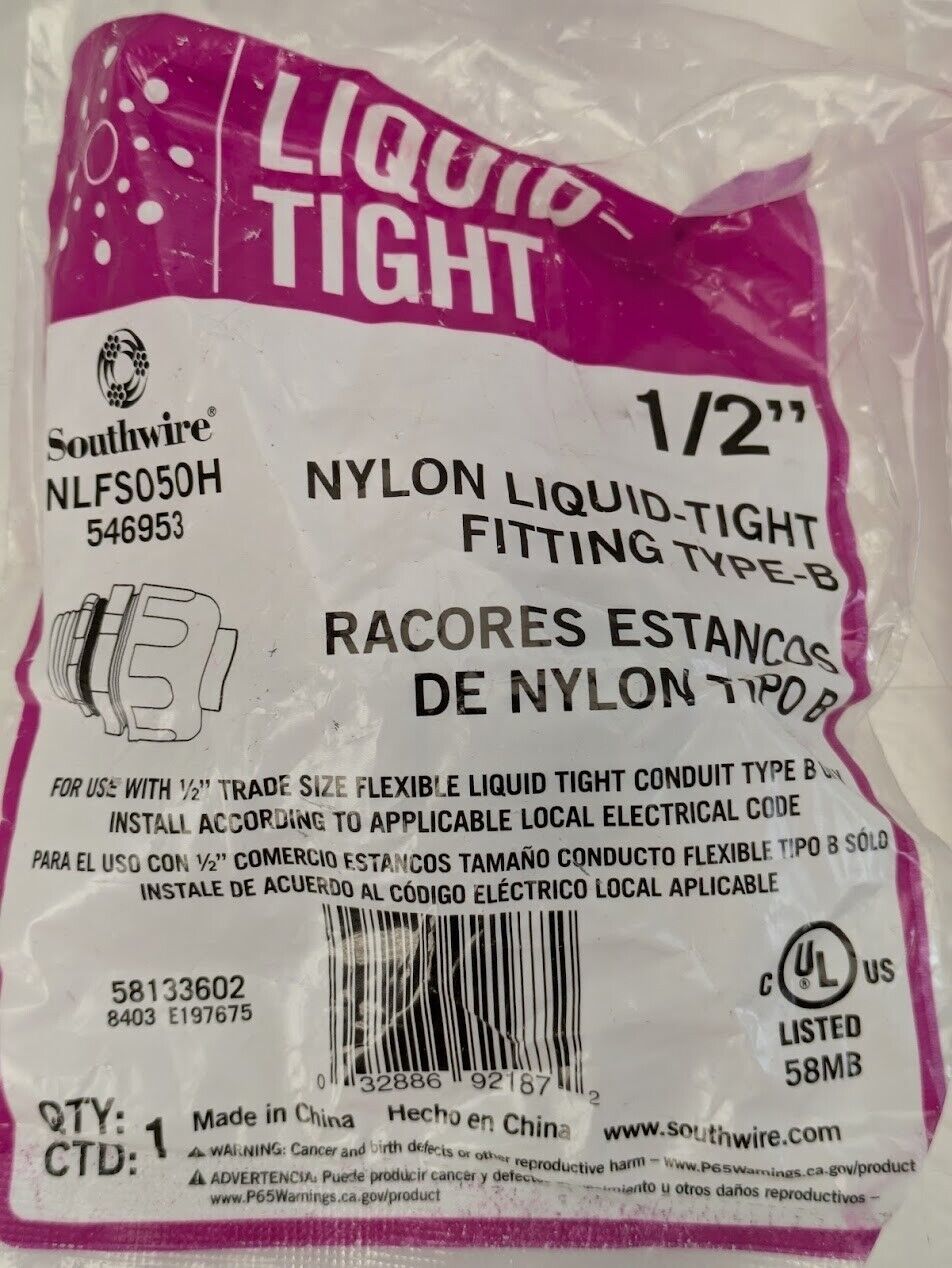 LIQUID-
TIGHT
Southwire®
NLFS050H
546953
1/2”
NYLON LIQUID-TIGHT
FITTING TYPE-B
RACORES ESTANCOS
DE NYLON TIPO B
FOR USE WITH ½” TRADE SIZE FLEXIBLE LIQUID TIGHT CONDUIT TYPE B
INSTALL ACCORDING TO APPLICABLE LOCAL ELECTRICAL CODE
PARA EL USO CON ½” COMERCIO ESTANCOS TAMAÑO CONDUCTO FLEXIBLE TIPO B SÓLO
INSTALE DE ACUERDO AL CÓDIGO ELÉCTRICO LOCAL APLICABLE
58133602
8403 E197675
0 32886 92187 2
C UL® US
LISTED
58MB
QTY: 1
CTD:
Made in China Hecho en China www.southwire.com
WARNING: Cancer and birth defects or other reproductive harm – www.P65Warnings.ca.gov/product
ADVERTENCIA: Puede producir cancer y u otros daños reproductivos –
www.P65Warnings.ca.gov/product